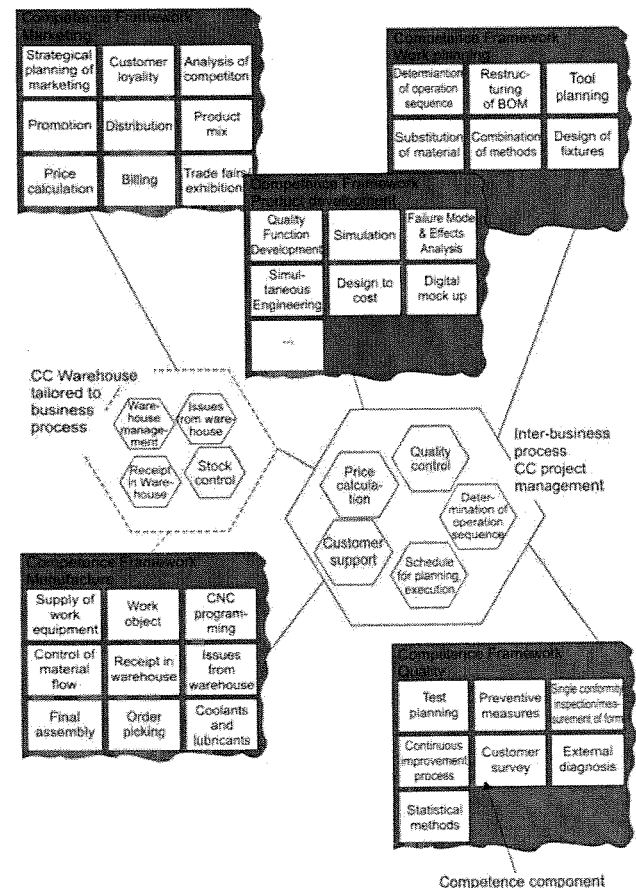 Competence Framework
Marketing
Strategical
planning of
marketing
Customer
loyality
Analysis of
competiton
Promotion
Distribution
Product
mix
Price
calculation
Billing
Trade fairs/
exhibition
Competence Framework
Work planning
Determiantion
of operation
sequence
Restruc-
turing
of BOM
Tool
planning
Substitution
of material
Combination
of methods
Design of
fixtures
Competence Framework
Product development
Quality
Function
Development
Simulation
Failure Mode
& Effects
Analysis
Simul-
taneous
Engineering
Design to
cost
Digital
mock up
...
CC Warehouse
tailored to
business
process
Ware-
house
manage-
ment
Issues
from ware-
house
Receipt
in Ware-
house
Stock
control
Inter-business
process
CC project
management
Price
calcula-
tion
Quality
control
Deter-
mination of
operation
sequence
Customer
support
Schedule
for planning
execution
Competence Framework
Manufacture
Supply of
work
equipment
Work
object
CNC
program-
ming
Control of
material
flow
Receipt in
warehouse
Issues
from
warehouse
Final
assembly
Order
picking
Coolants
and
lubricants
Competence Framework
Quality
Test
planning
Preventive
measures
Single conformity
inspection/mea-
surement of form
Continuous
improvement
process
Customer
survey
External
diagnosis
Statistical
methods
Competence component